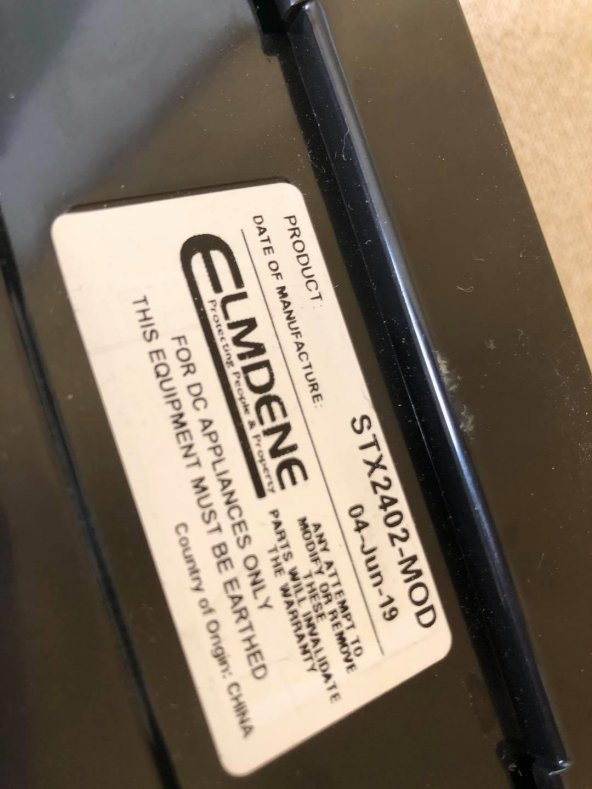 PRODUCT: STX2402-MOD
DATE OF MANUFACTURE: 04-Jun-19
ELMDENE
Protecting People & Property
ANY ATTEMPT TO
MODIFY OR REMOVE
THESE
PARTS WILL INVALIDATE
THE WARRANTY
FOR DC APPLIANCES ONLY
THIS EQUIPMENT MUST BE EARTHED
Country of Origin: CHINA